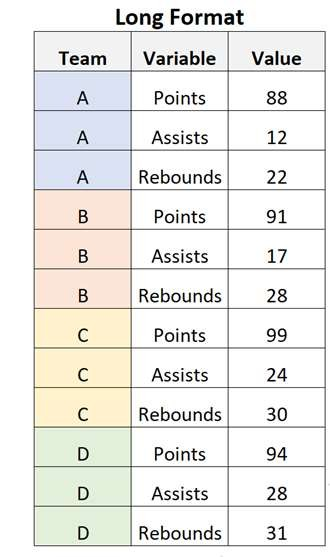 Long Format
Team Variable Value
A Points 88
A Assists 12
A Rebounds 22
B Points 91
B Assists 17
B Rebounds 28
C Points 99
C Assists 24
C Rebounds 30
D Points 94
D Assists 28
D Rebounds 31